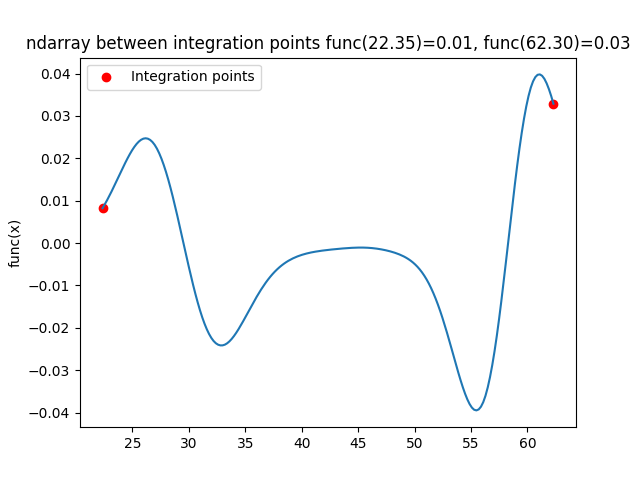 ndarray between integration points func(22.35)=0.01, func(62.30)=0.03
Integration points
func(x)
0.04
0.03
0.02
0.01
0.00
−0.01
−0.02
−0.03
−0.04
25 30 35 40 45 50 55 60